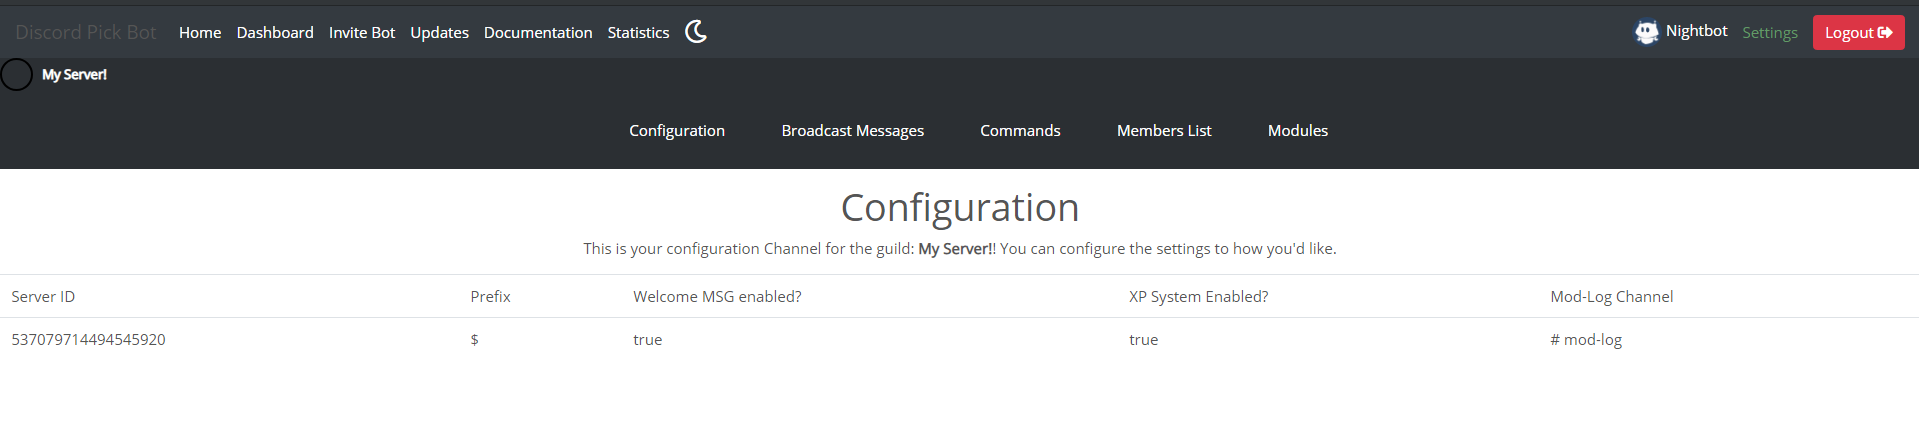 Discord Pick Bot Home Dashboard Invite Bot Updates Documentation Statistics Nightbot Settings Logout
My Server!
Configuration Broadcast Messages Commands Members List Modules
Configuration
This is your configuration Channel for the guild: My Server!! You can configure the settings to how you'd like.
Server ID Prefix Welcome MSG enabled? XP System Enabled? Mod-Log Channel
537079714494545920 $ true true # mod-log